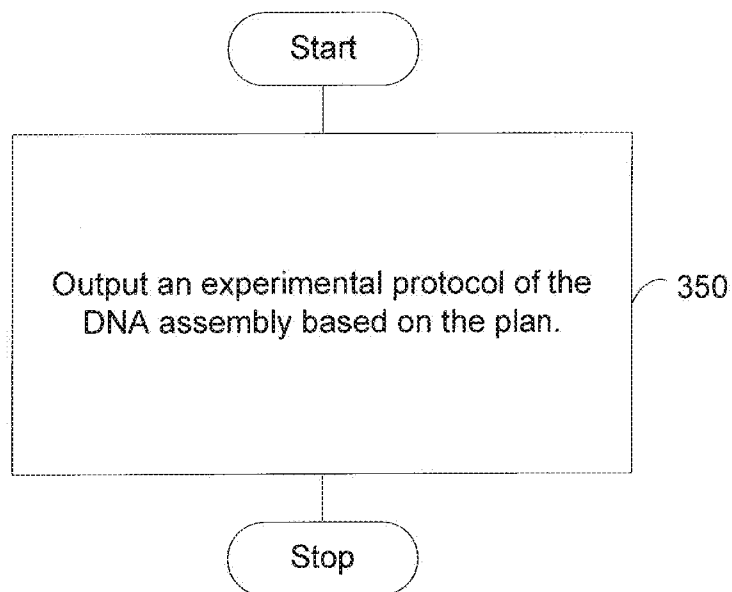 Start
Output an experimental protocol of the
DNA assembly based on the plan.
350
Stop